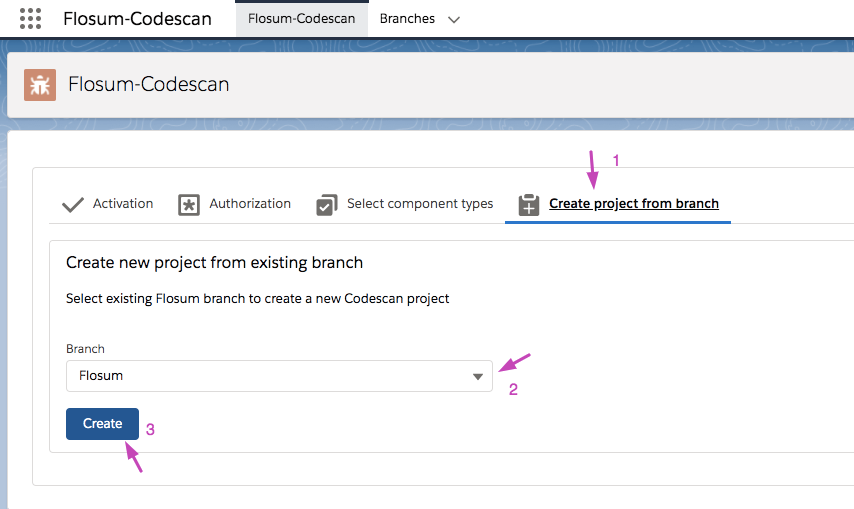 Flosum-Codescan Flosum-Codescan Branches
Flosum-Codescan
1
Activation Authorization Select component types Create project from branch
Create new project from existing branch
Select existing Flosum branch to create a new Codescan project
Branch
Flosum
2
Create
3